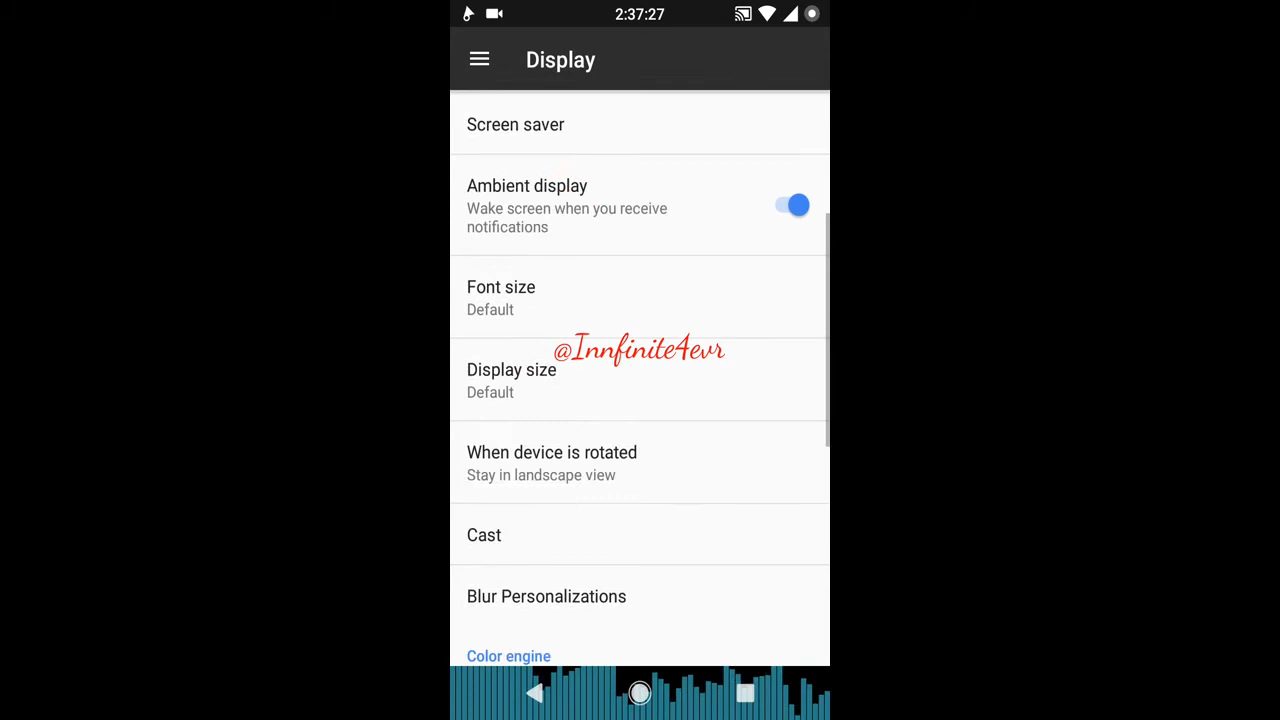 2:37:27
Display
Screen saver
Ambient display
Wake screen when you receive
notifications
Font size
Default
@Innfinite4evr
Display size
Default
When device is rotated
Stay in landscape view
Cast
Blur Personalizations
Color engine